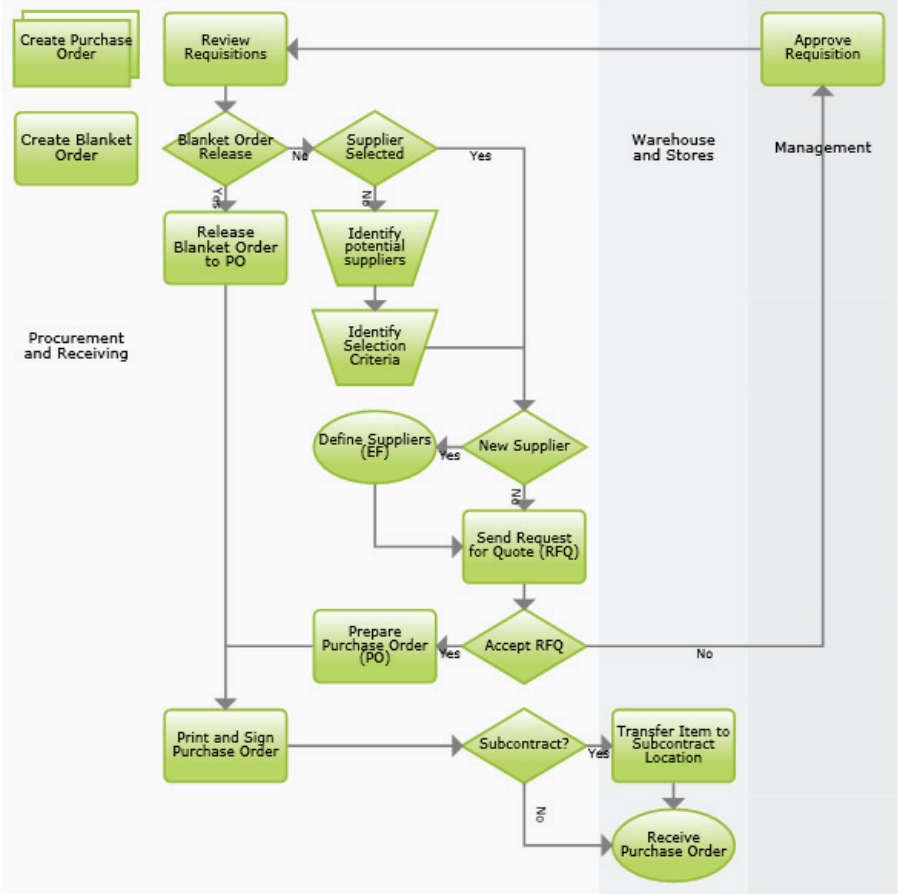 Create Purchase
Order
Review
Requisitions
Approve
Requisition
Create Blanket
Order
Blanket Order
Release
No
Supplier
Selected
Yes
Warehouse
and Stores
Management
Yes
No
Release
Blanket Order
to PO
Identify
potential
suppliers
Procurement
and Receiving
Identify
Selection
Criteria
Define Suppliers
(EF)
Yes
New Supplier
No
Send Request
for Quote (RFQ)
Prepare
Purchase Order
(PO)
Yes
Accept RFQ
No
Print and Sign
Purchase Order
Subcontract?
Yes
Transfer Item to
Subcontract
Location
No
Receive
Purchase Order